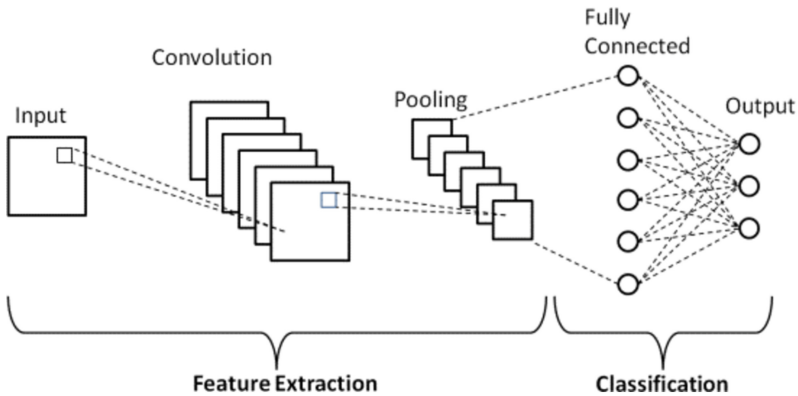 Input
Convolution
Pooling
Fully
Connected
Output
Feature Extraction
Classification